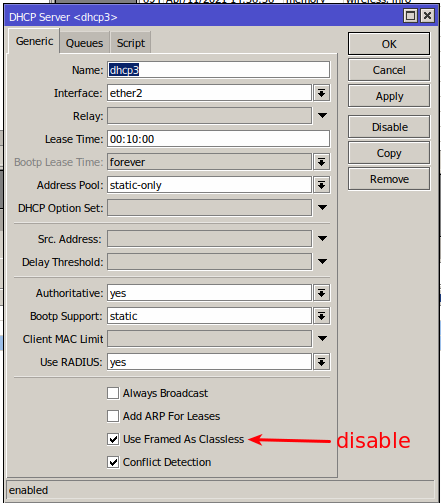 DHCP Server <dhcp3>
Generic Queues Script
Name: dhcp3
Interface: ether2
Relay:
Lease Time: 00:10:00
Bootp Lease Time: forever
Address Pool: static-only
DHCP Option Set:
Src. Address:
Delay Threshold:
Authoritative: yes
Bootp Support: static
Client MAC Limit
Use RADIUS: yes
Always Broadcast
Add ARP For Leases
Use Framed As Classless
disable
Conflict Detection
enabled
OK
Cancel
Apply
Disable
Copy
Remove